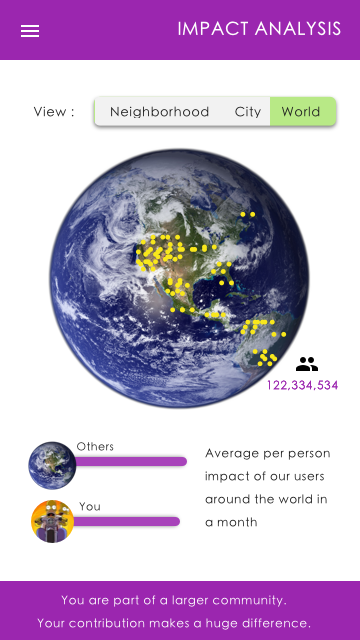 IMPACT ANALYSIS
View : Neighborhood City World
122,334,534
Others
You
Average per person
impact of our users
around the world in
a month
You are part of a larger community.
Your contribution makes a huge difference.